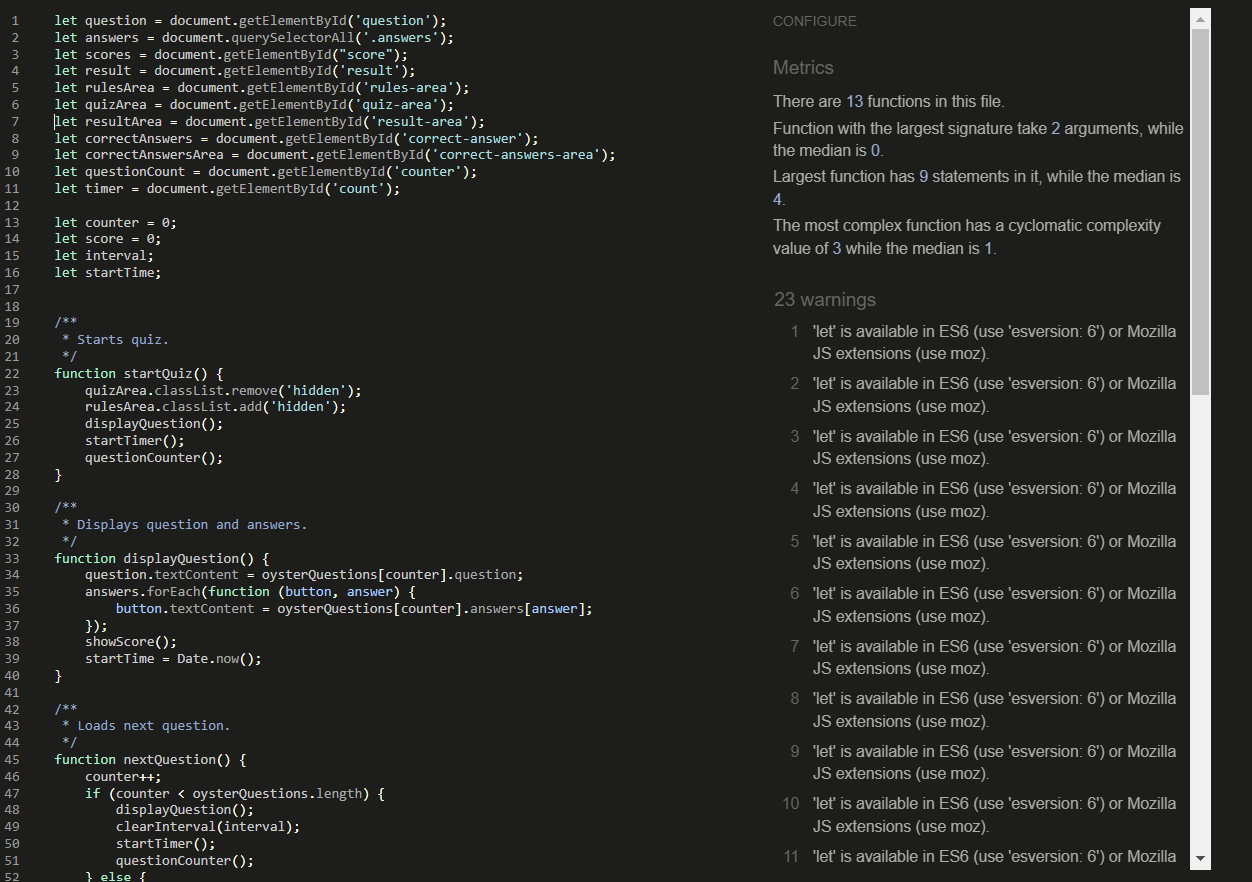 1 let question = document.getElementById('question');
2 let answers = document.querySelectorAll('.answers');
3 let scores = document.getElementById("score");
4 let result = document.getElementById('result');
5 let rulesArea = document.getElementById('rules-area');
6 let quizArea = document.getElementById('quiz-area');
7 let resultArea = document.getElementById('result-area');
8 let correctAnswers = document.getElementById('correct-answer');
9 let correctAnswersArea = document.getElementById('correct-answers-area');
10 let questionCount = document.getElementById('counter');
11 let timer = document.getElementById('count');
12
13 let counter = 0;
14 let score = 0;
15 let interval;
16 let startTime;
17
18
19 /**
20  * Starts quiz.
21  */
22 function startQuiz() {
23     quizArea.classList.remove('hidden');
24     rulesArea.classList.add('hidden');
25     displayQuestion();
26     startTimer();
27     questionCounter();
28 }
29
30 /**
31  * Displays question and answers.
32  */
33 function displayQuestion() {
34     question.textContent = oysterQuestions[counter].question;
35     answers.forEach(function (button, answer) {
36         button.textContent = oysterQuestions[counter].answers[answer];
37     });
38     showScore();
39     startTime = Date.now();
40 }
41
42 /**
43  * Loads next question.
44  */
45 function nextQuestion() {
46     counter++;
47     if (counter < oysterQuestions.length) {
48         displayQuestion();
49         clearInterval(interval);
50         startTimer();
51         questionCounter();
52     } else {
CONFIGURE
Metrics
There are 13 functions in this file.
Function with the largest signature take 2 arguments, while
the median is 0.
Largest function has 9 statements in it, while the median is
4.
The most complex function has a cyclomatic complexity
value of 3 while the median is 1.
23 warnings
1 'let' is available in ES6 (use 'esversion: 6') or Mozilla
JS extensions (use moz).
2 'let' is available in ES6 (use 'esversion: 6') or Mozilla
JS extensions (use moz).
3 'let' is available in ES6 (use 'esversion: 6') or Mozilla
JS extensions (use moz).
4 'let' is available in ES6 (use 'esversion: 6') or Mozilla
JS extensions (use moz).
5 'let' is available in ES6 (use 'esversion: 6') or Mozilla
JS extensions (use moz).
6 'let' is available in ES6 (use 'esversion: 6') or Mozilla
JS extensions (use moz).
7 'let' is available in ES6 (use 'esversion: 6') or Mozilla
JS extensions (use moz).
8 'let' is available in ES6 (use 'esversion: 6') or Mozilla
JS extensions (use moz).
9 'let' is available in ES6 (use 'esversion: 6') or Mozilla
JS extensions (use moz).
10 'let' is available in ES6 (use 'esversion: 6') or Mozilla
JS extensions (use moz).
11 'let' is available in ES6 (use 'esversion: 6') or Mozilla